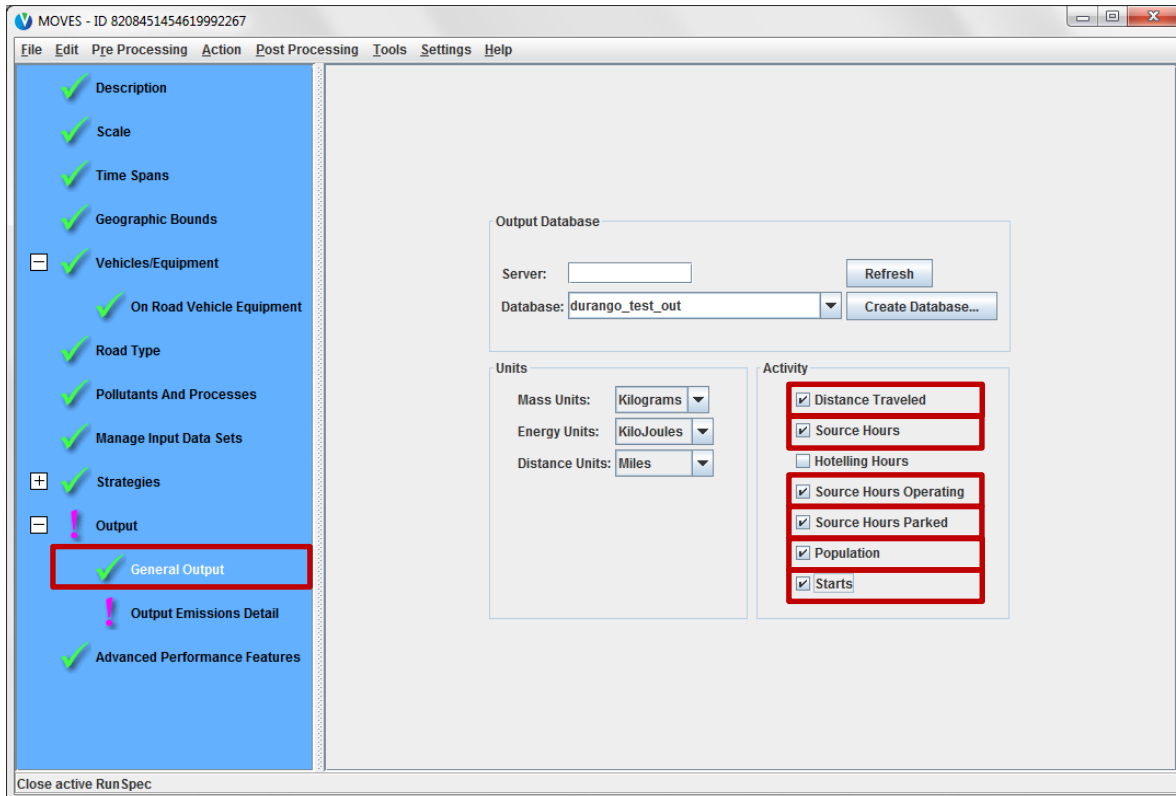 MOVES - ID 8208451454619992267
File Edit Pre Processing Action Post Processing Tools Settings Help
Description
Scale
Time Spans
Geographic Bounds
Vehicles/Equipment
On Road Vehicle Equipment
Road Type
Pollutants And Processes
Manage Input Data Sets
Strategies
Output
General Output
Output Emissions Detail
Advanced Performance Features
Output Database
Server:
Refresh
Database: durango_test_out
Create Database...
Units
Mass Units: Kilograms
Energy Units: KiloJoules
Distance Units: Miles
Activity
Distance Traveled
Source Hours
Hotelling Hours
Source Hours Operating
Source Hours Parked
Population
Starts
Close active RunSpec